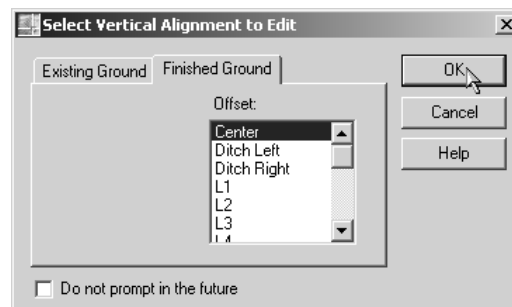 Select Vertical Alignment to Edit
Existing Ground
Finished Ground
OK
Offset:
Cancel
Center
Ditch Left
Ditch Right
Help
L1
L2
L3
L4
Do not prompt in the future